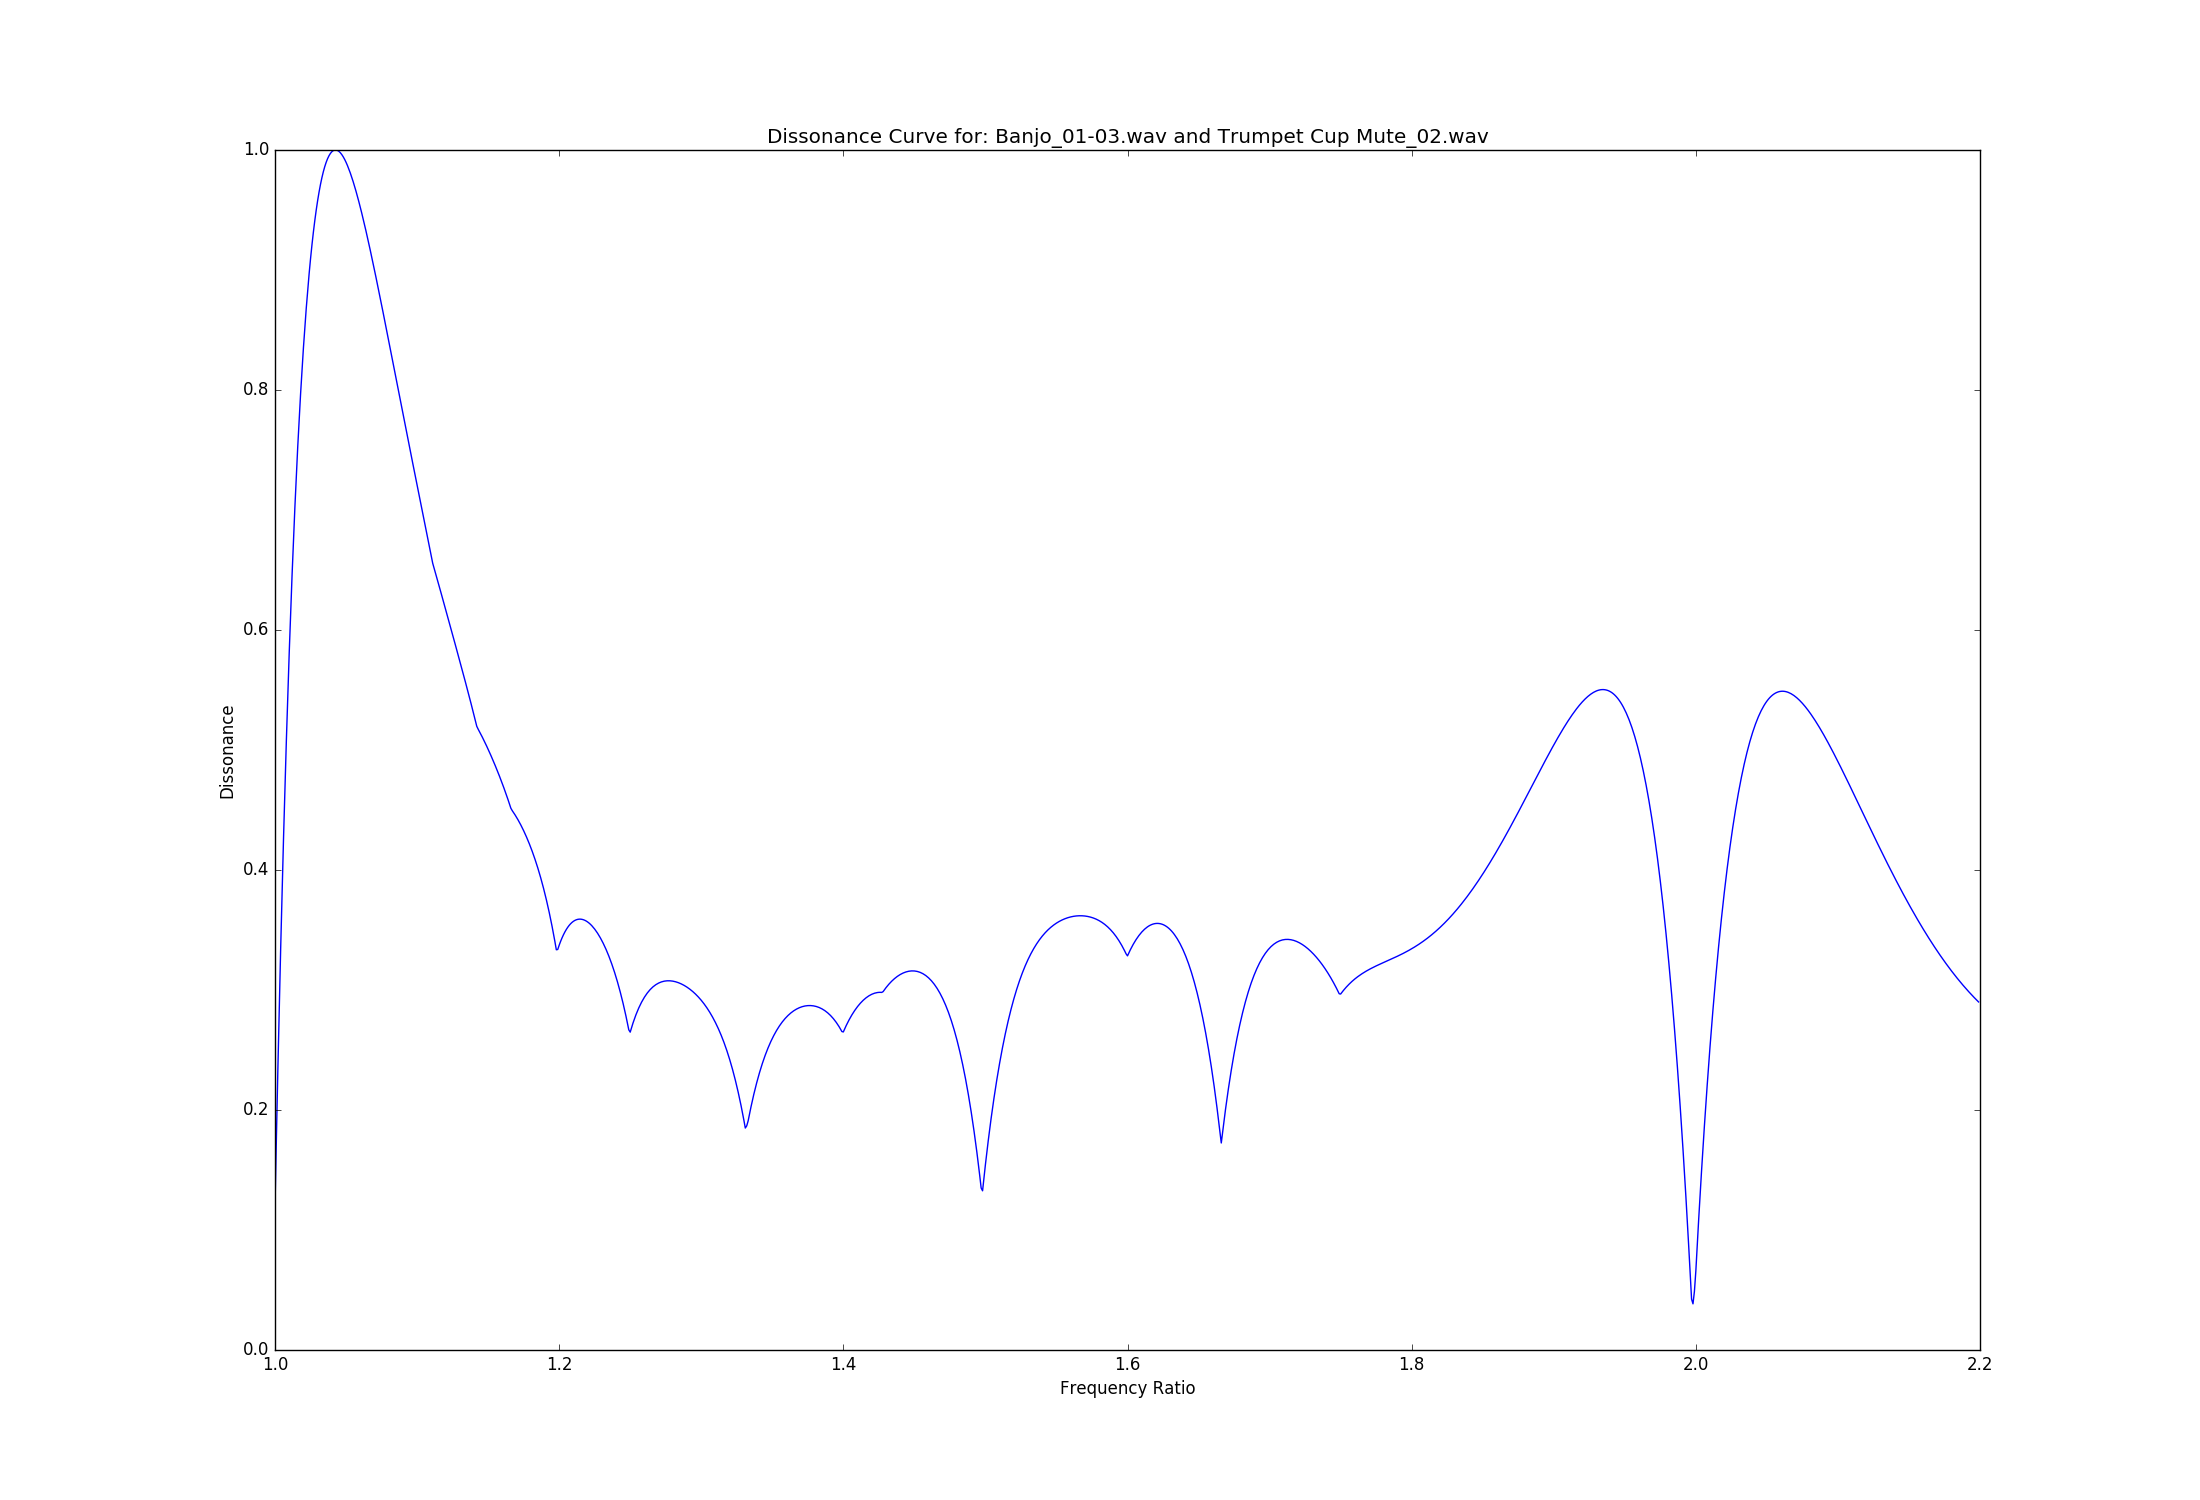 Dissonance Curve for: Banjo_01-03.wav and Trumpet Cup Mute_02.wav
1.0
0.8
0.6
Dissonance
0.4
0.2
0.0
1.0 1.2 1.4 1.6 1.8 2.0 2.2
Frequency Ratio